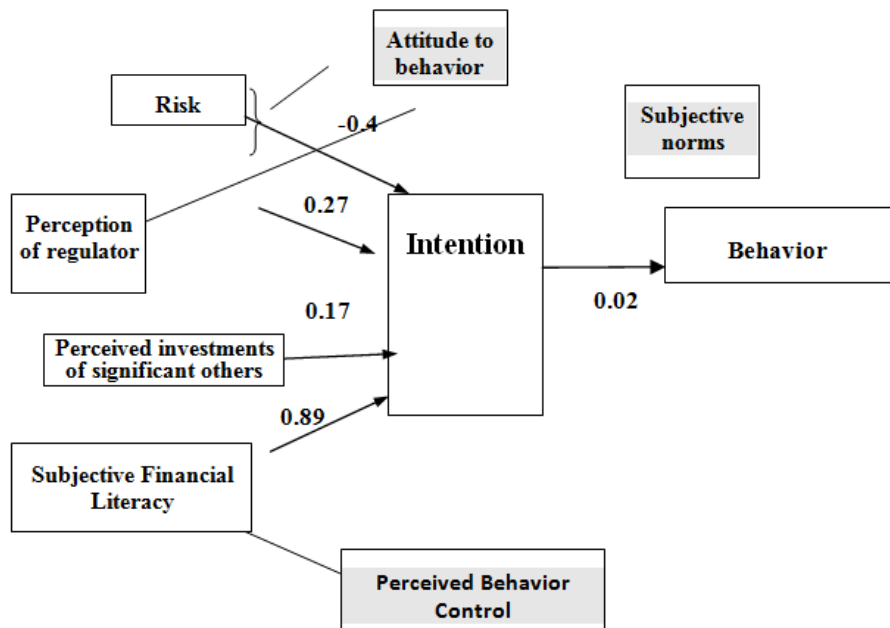 Attitude to
behavior
Risk
-0.4
Subjective
norms
Perception
of regulator
0.27
Intention
Behavior
0.02
0.17
Perceived investments
of significant others
0.89
Subjective Financial
Literacy
Perceived Behavior
Control